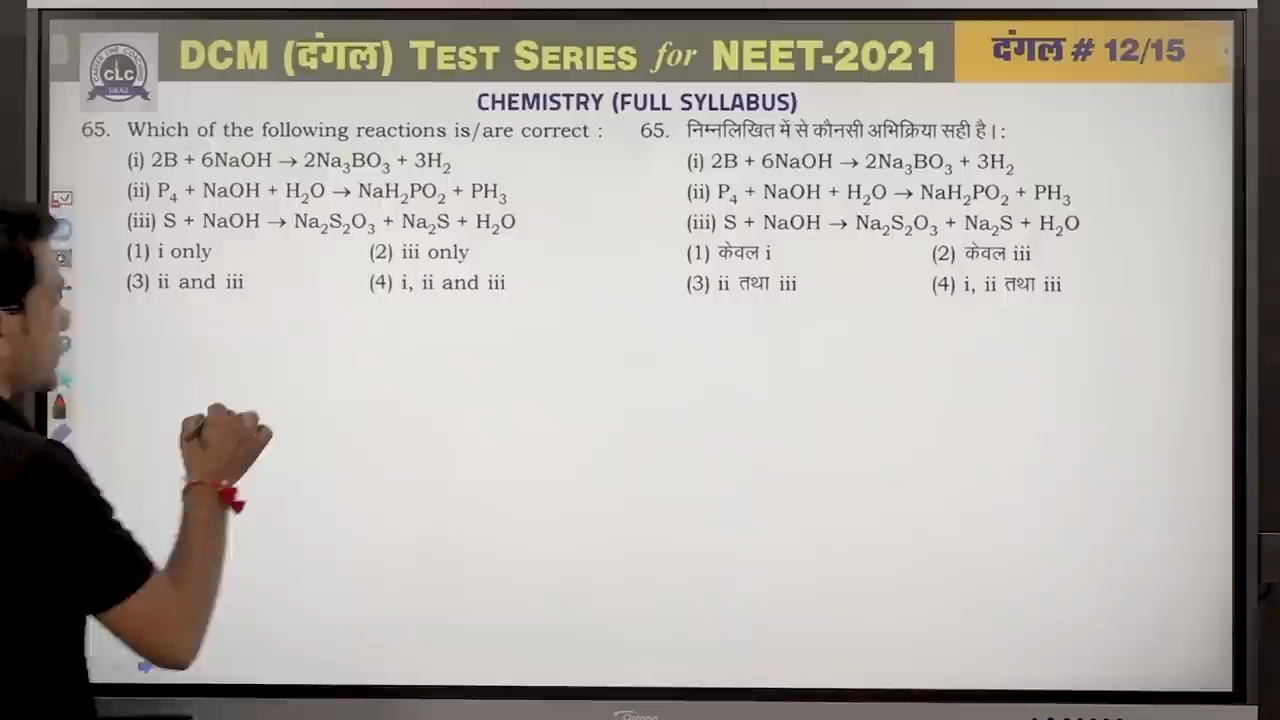 DCM (दंगल) TEST SERIES for NEET-2021
दंगल # 12/15
CLC
CHEMISTRY (FULL SYLLABUS)
65. Which of the following reactions is/are correct :
(i) 2B + 6NaOH → 2Na₃BO₃ + 3H₂
(ii) P₄ + NaOH + H₂O → NaH₂PO₂ + PH₃
(iii) S + NaOH → Na₂S₂O₃ + Na₂S + H₂O
(1) i only (2) iii only
(3) ii and iii (4) i, ii and iii
65. निम्नलिखित में से कौनसी अभिक्रिया सही है। :
(i) 2B + 6NaOH → 2Na₃BO₃ + 3H₂
(ii) P₄ + NaOH + H₂O → NaH₂PO₂ + PH₃
(iii) S + NaOH → Na₂S₂O₃ + Na₂S + H₂O
(1) केवल i (2) केवल iii
(3) ii तथा iii (4) i, ii तथा iii